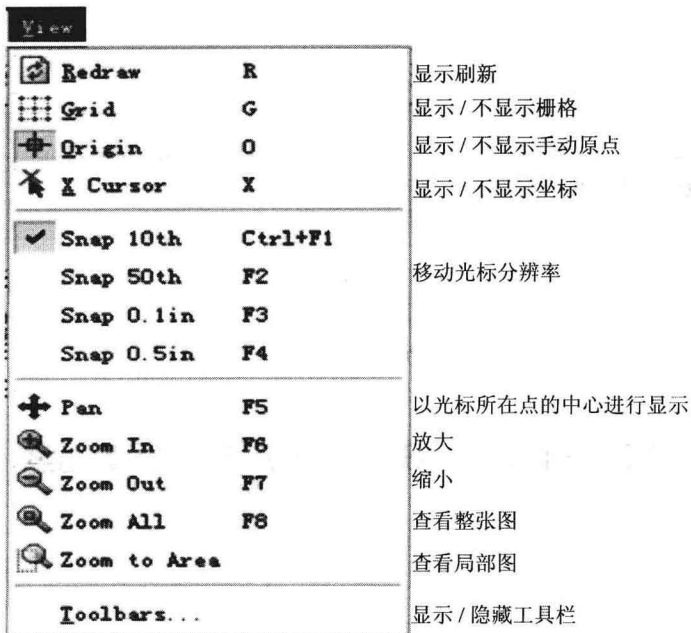 View
Redraw R 显示刷新
Grid G 显示 / 不显示栅格
Origin O 显示 / 不显示手动原点
X Cursor X 显示 / 不显示坐标
Snap 10th Ctrl+F1
Snap 50th F2 移动光标分辨率
Snap 0.1in F3
Snap 0.5in F4
Pan F5 以光标所在点的中心进行显示
Zoom In F6 放大
Zoom Out F7 缩小
Zoom All F8 查看整张图
Zoom to Area 查看局部图
Toolbars... 显示 / 隐藏工具栏